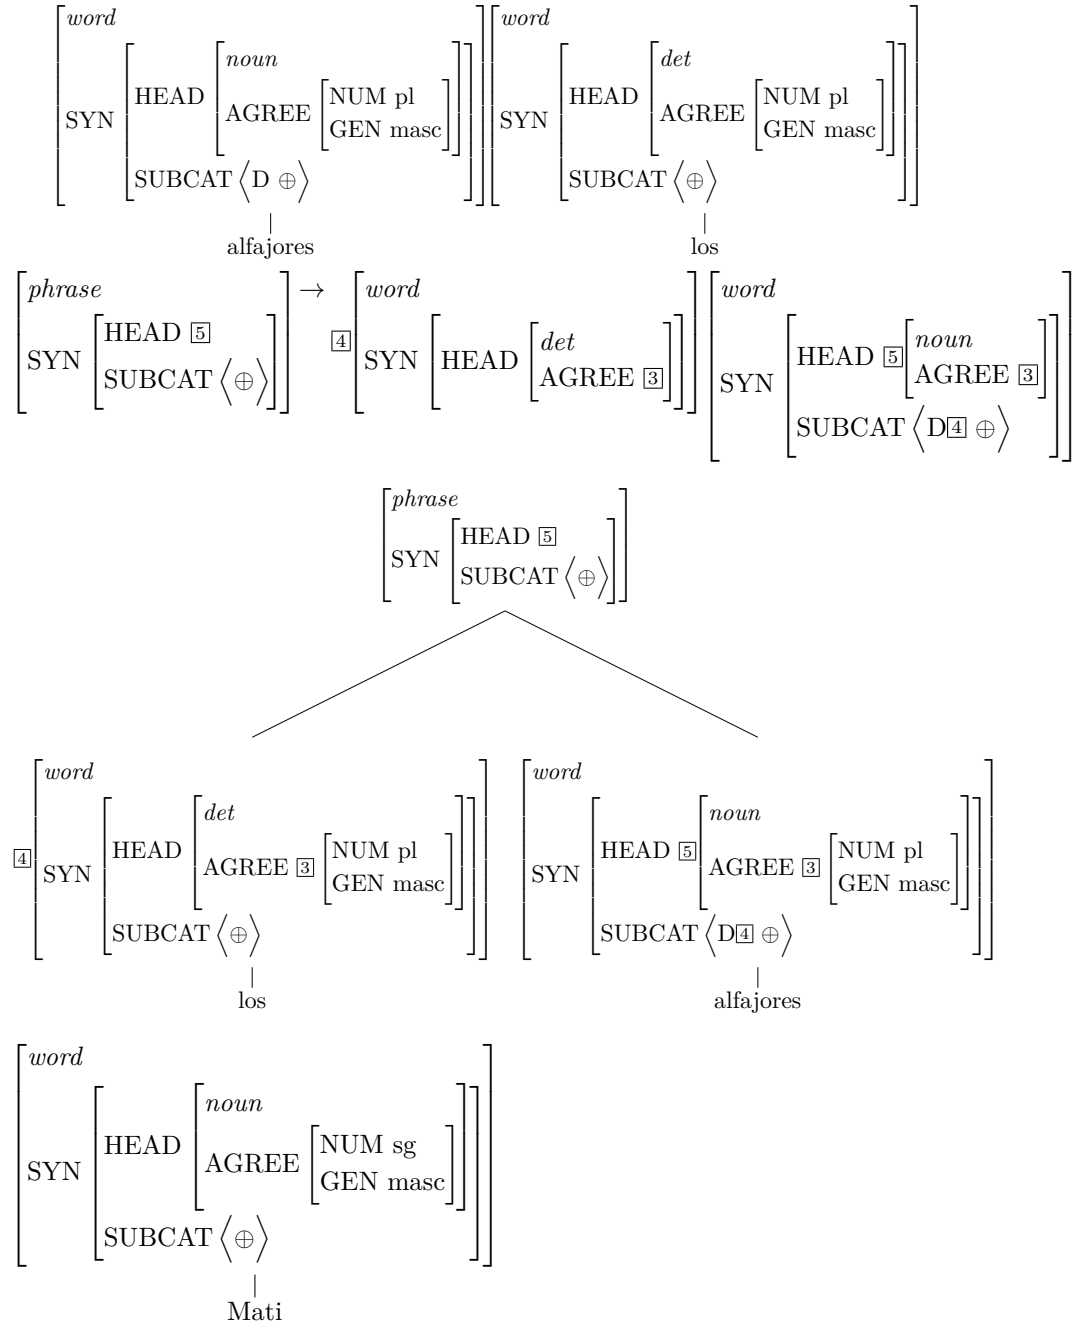 word word
noun det
HEAD NUM pl HEAD NUM pl
SYN AGREE GEN masc SYN AGREE GEN masc
SUBCAT ⟨D ⊕⟩ SUBCAT ⟨⊕⟩
alfajores los
phrase → word word
HEAD 5 det HEAD 5 noun
SYN 4 SYN HEAD AGREE 3 SYN AGREE 3
SUBCAT ⟨⊕⟩ SUBCAT ⟨D4 ⊕⟩
phrase
HEAD 5
SYN
SUBCAT ⟨⊕⟩
word word
det noun
4 HEAD NUM pl HEAD 5 NUM pl
SYN AGREE 3 GEN masc SYN AGREE 3 GEN masc
SUBCAT ⟨⊕⟩ SUBCAT ⟨D4 ⊕⟩
los alfajores
word
noun
HEAD NUM sg
SYN AGREE GEN masc
SUBCAT ⟨⊕⟩
Mati